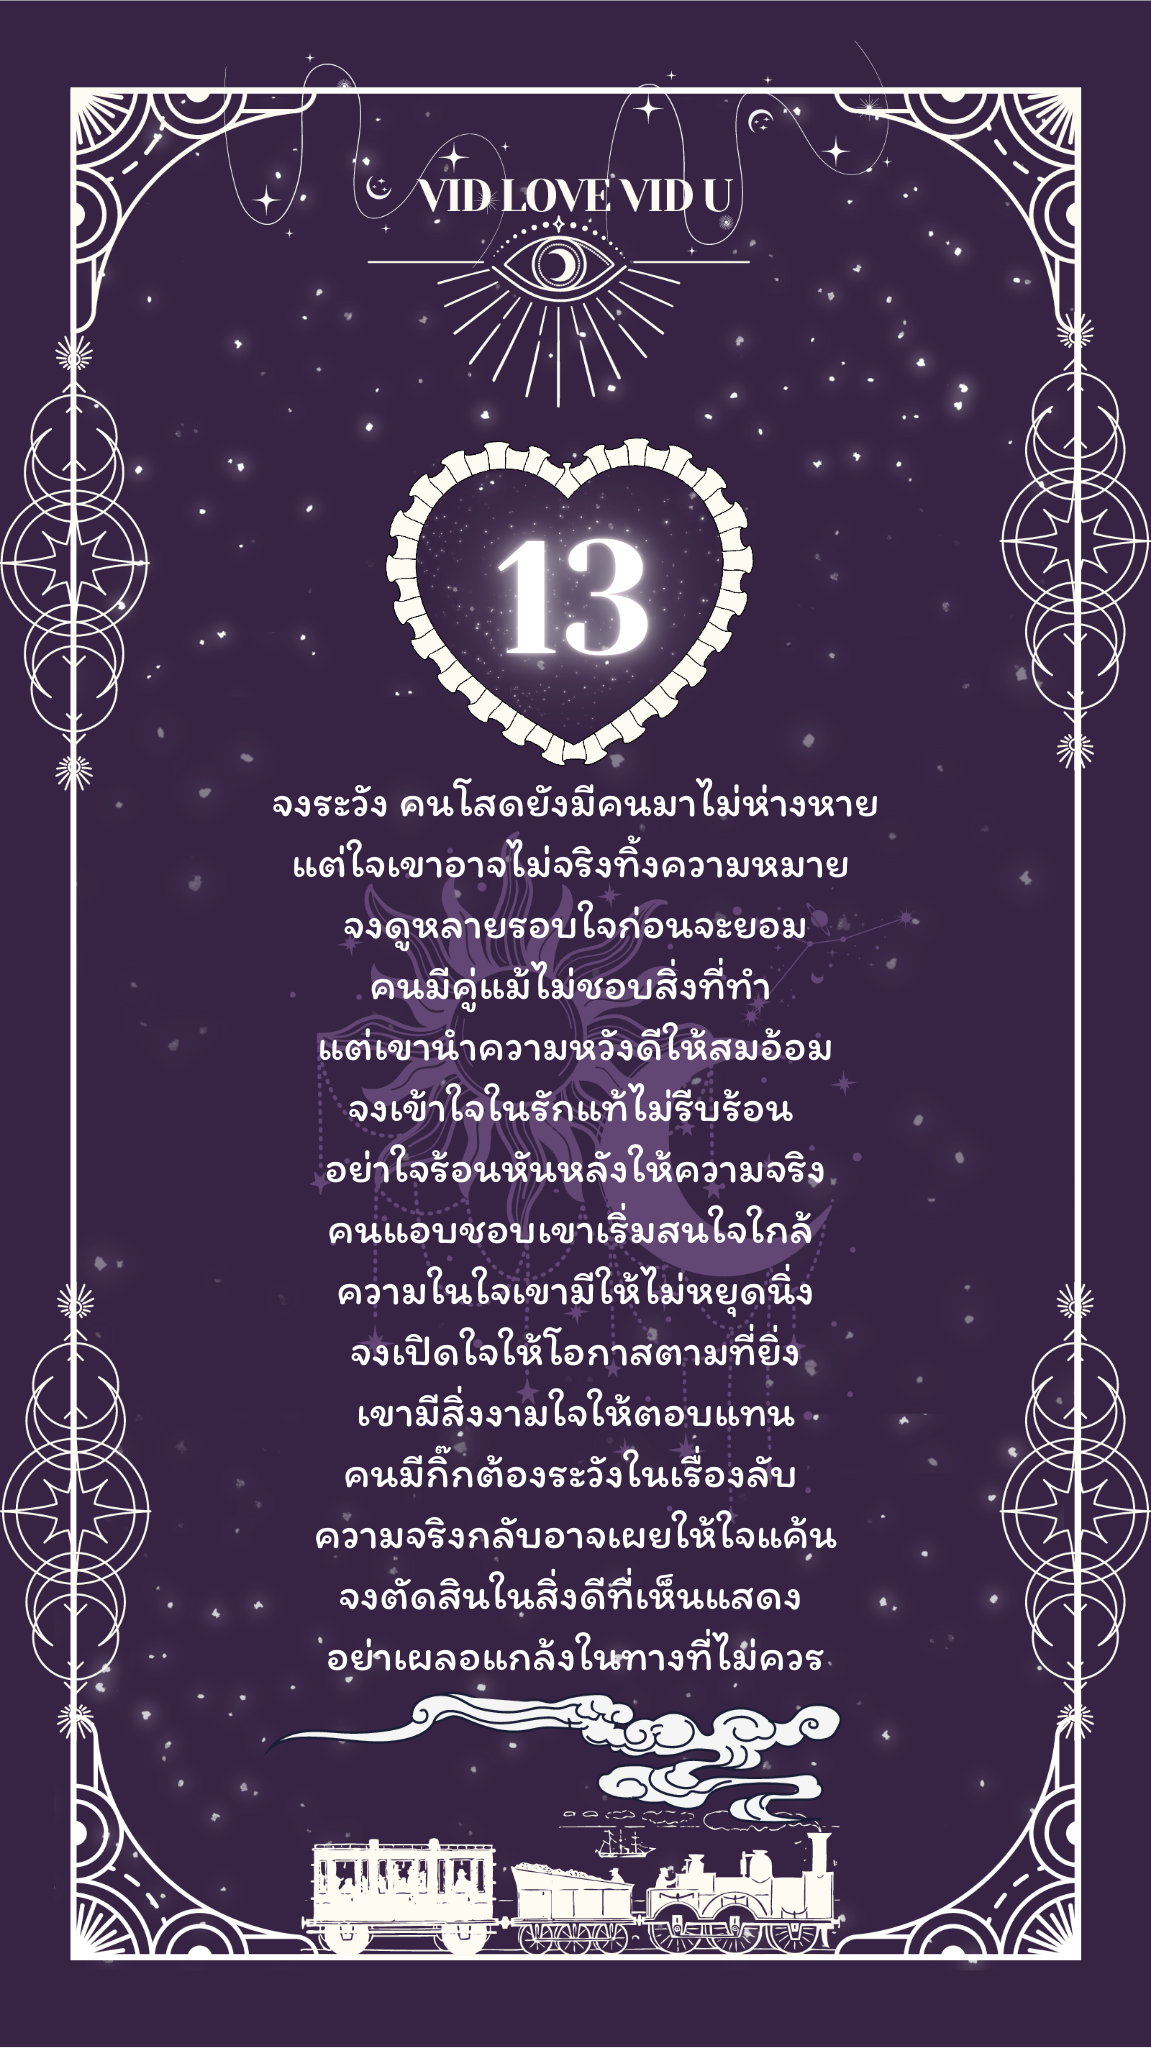 VID LOVE VID U
13
จงระวัง คนโสดยังมีคนมาไม่ห่างหาย
แต่ใจเขาอาจไม่จริงทิ้งความหมาย
จงดูหลายรอบใจก่อนจะยอม
คนมีคู่แม้ไม่ชอบสิ่งที่ทำ
แต่เขานำความหวังดีให้สมอ้อม
จงเข้าใจในรักแท้ไม่รีบร้อน
อย่าใจร้อนหันหลังให้ความจริง
คนแอบชอบเขาเริ่มสนใจใกล้
ความในใจเขามีให้ไม่หยุดนิ่ง
จงเปิดใจให้โอกาสตามที่ยิ่ง
เขามีสิ่งงามใจให้ตอบแทน
คนมีกิ๊กต้องระวังในเรื่องลับ
ความจริงกลับอาจเผยให้ใจแค้น
จงตัดสินในสิ่งดีที่เห็นแสดง
อย่าเผลอแกล้งในทางที่ไม่ควร